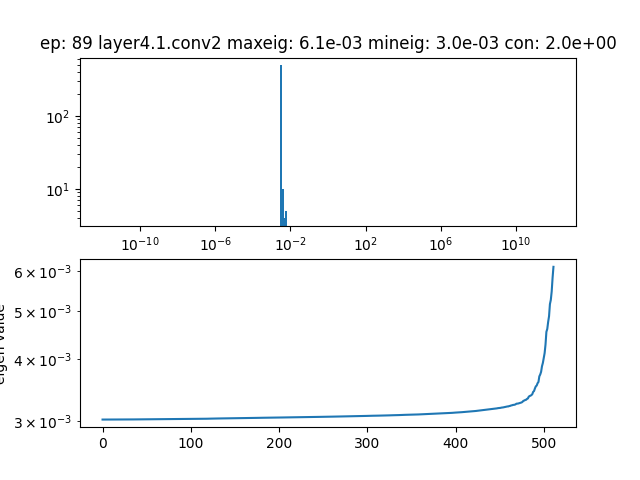 ep: 89 layer4.1.conv2 maxeig: 6.1e-03 mineig: 3.0e-03 con: 2.0e+00
10²
10¹
10⁻¹⁰ 10⁻⁶ 10⁻² 10² 10⁶ 10¹⁰
6 × 10⁻³
5 × 10⁻³
4 × 10⁻³
3 × 10⁻³
eigen value
0 100 200 300 400 500